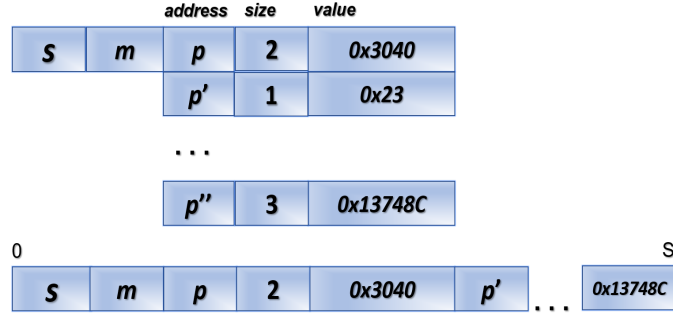 address size value
s m p 2 0x3040
p' 1 0x23
. . .
p'' 3 0x13748C
0 S
s m p 2 0x3040 p' ... 0x13748C